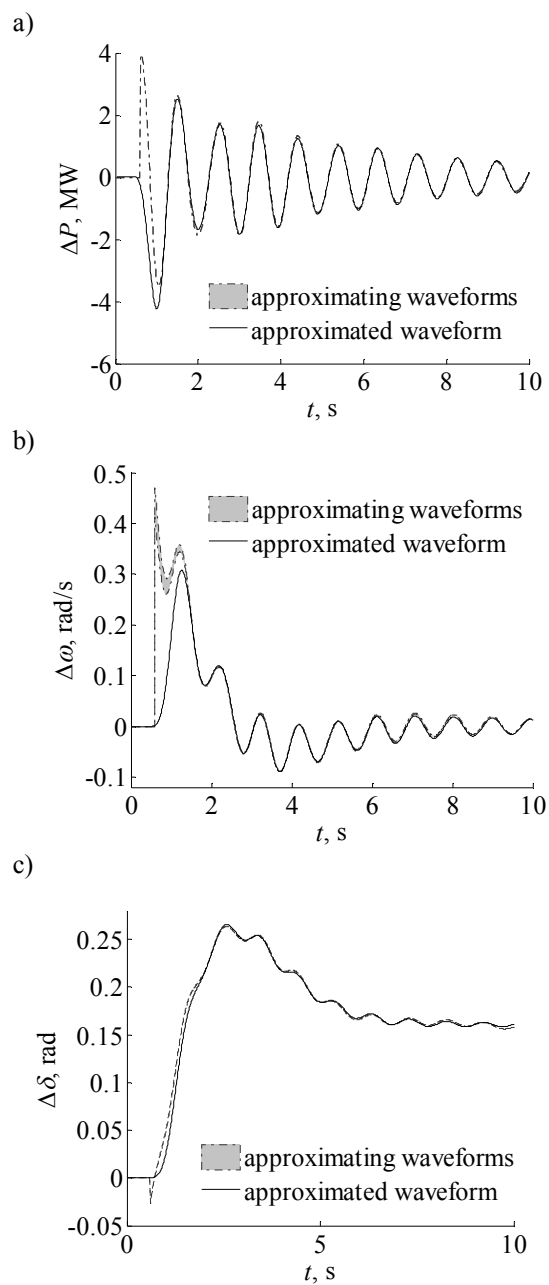 a)
4
2
0
-2
-4
-6
ΔP, MW
approximating waveforms
approximated waveform
0 2 4 6 8 10
t, s
b)
0.5
0.4
0.3
0.2
0.1
0
-0.1
Δω, rad/s
approximating waveforms
approximated waveform
0 2 4 6 8 10
t, s
c)
0.25
0.2
0.15
0.1
0.05
0
-0.05
Δδ, rad
approximating waveforms
approximated waveform
0 5 10
t, s